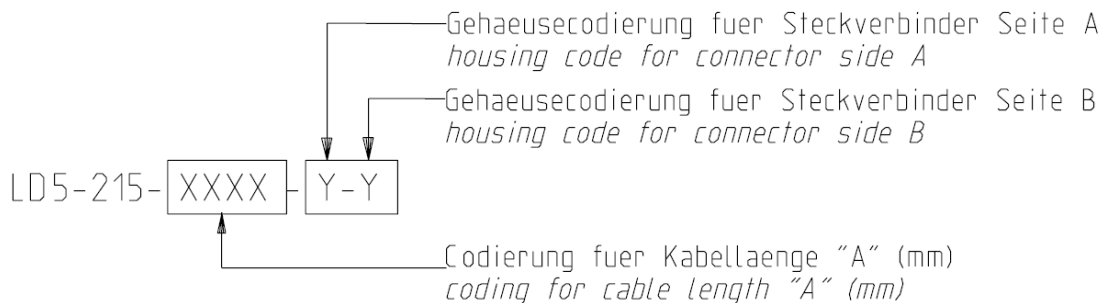 Gehaeusecodierung fuer Steckverbinder Seite A
housing code for connector side A
Gehaeusecodierung fuer Steckverbinder Seite B
housing code for connector side B
LD5-215-XXXX-Y-Y
Codierung fuer Kabellaenge "A" (mm)
coding for cable length "A" (mm)